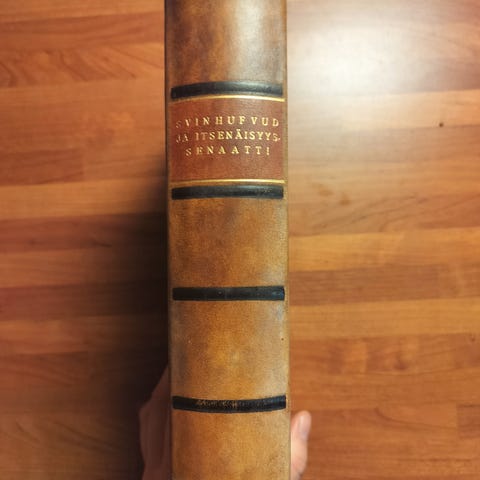 SVINHUFVUD
JA ITSENÄISYYS-
SENAATTI